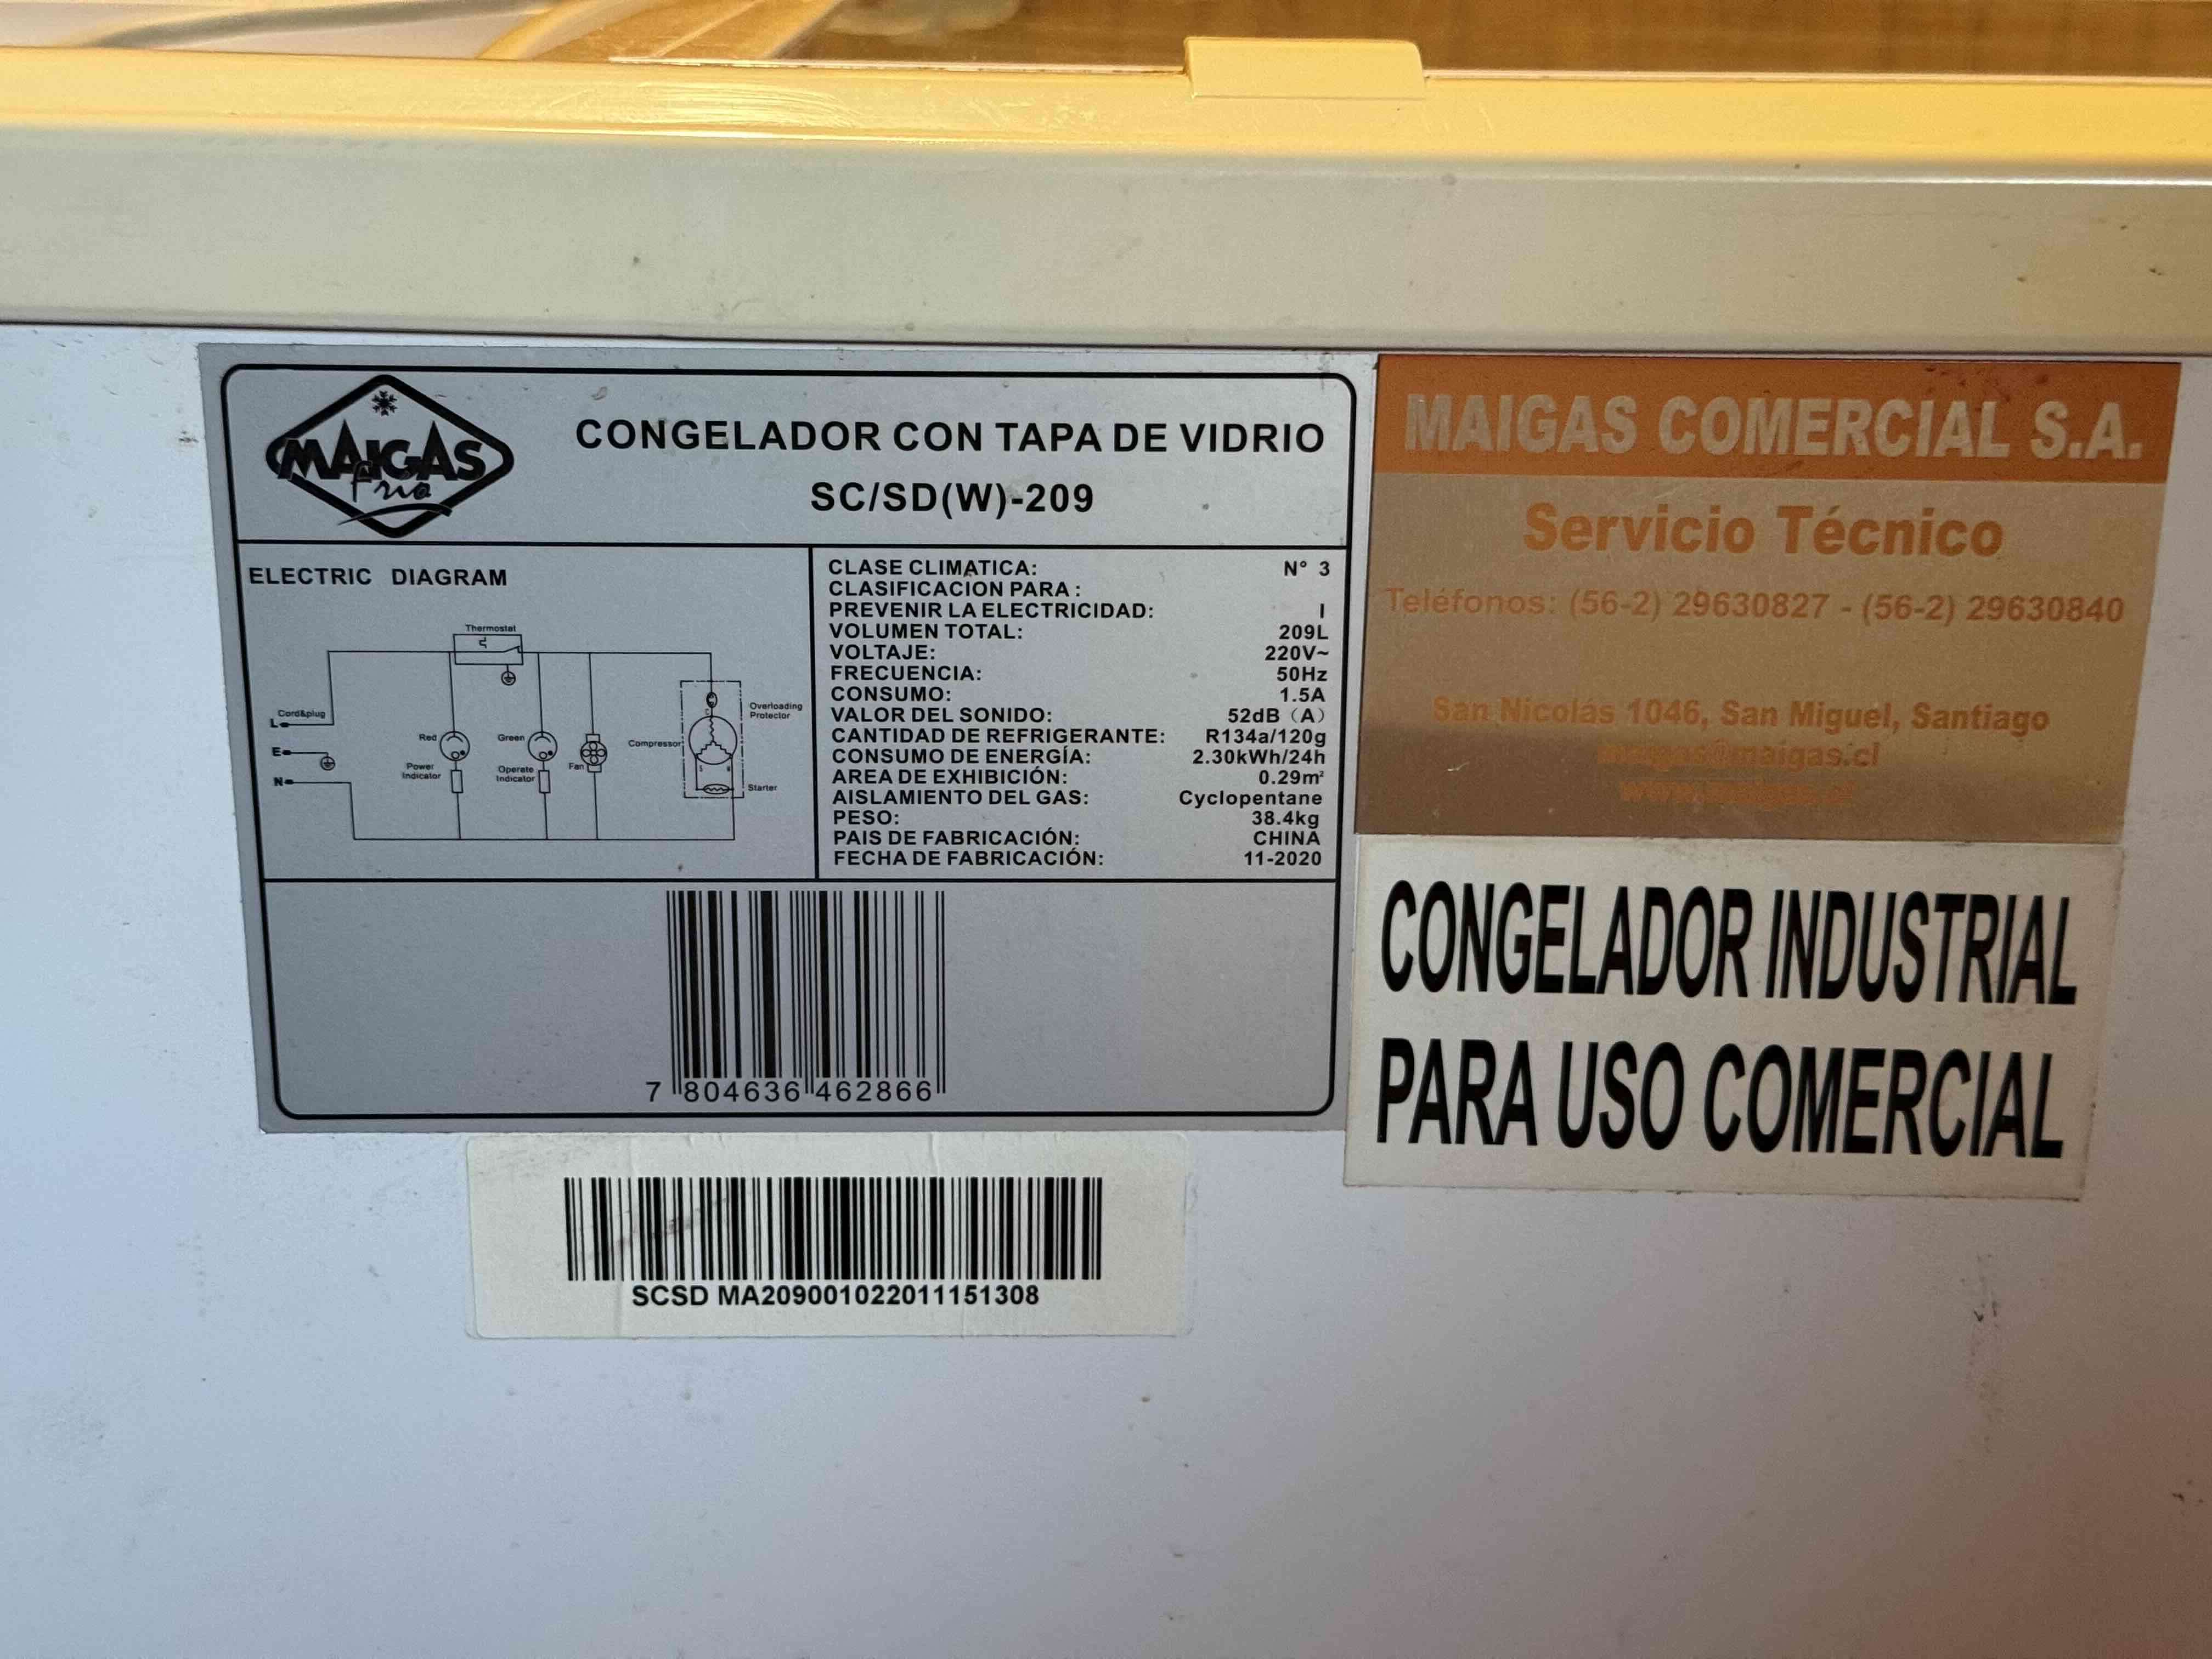 MAIGAS
frio
CONGELADOR CON TAPA DE VIDRIO
SC/SD(W)-209
ELECTRIC DIAGRAM
Thermostat
Cord&plug
L
E
N
Red
Power
Indicator
Green
Operate
Indicator
Fan
Compressor
C
S
Overloading
Protector
Starter
CLASE CLIMATICA: N° 3
CLASIFICACION PARA :
PREVENIR LA ELECTRICIDAD: I
VOLUMEN TOTAL: 209L
VOLTAJE: 220V~
FRECUENCIA: 50Hz
CONSUMO: 1.5A
VALOR DEL SONIDO: 52dB (A)
CANTIDAD DE REFRIGERANTE: R134a/120g
CONSUMO DE ENERGÍA: 2.30kWh/24h
AREA DE EXHIBICIÓN: 0.29m²
AISLAMIENTO DEL GAS: Cyclopentane
PESO: 38.4kg
PAIS DE FABRICACIÓN: CHINA
FECHA DE FABRICACIÓN: 11-2020
7 804636 462866
SCSD MA209001022011151308
MAIGAS COMERCIAL S.A.
Servicio Técnico
Teléfonos: (56-2) 29630827 - (56-2) 29630840
San Nicolás 1046, San Miguel, Santiago
maigas@maigas.cl
CONGELADOR INDUSTRIAL
PARA USO COMERCIAL